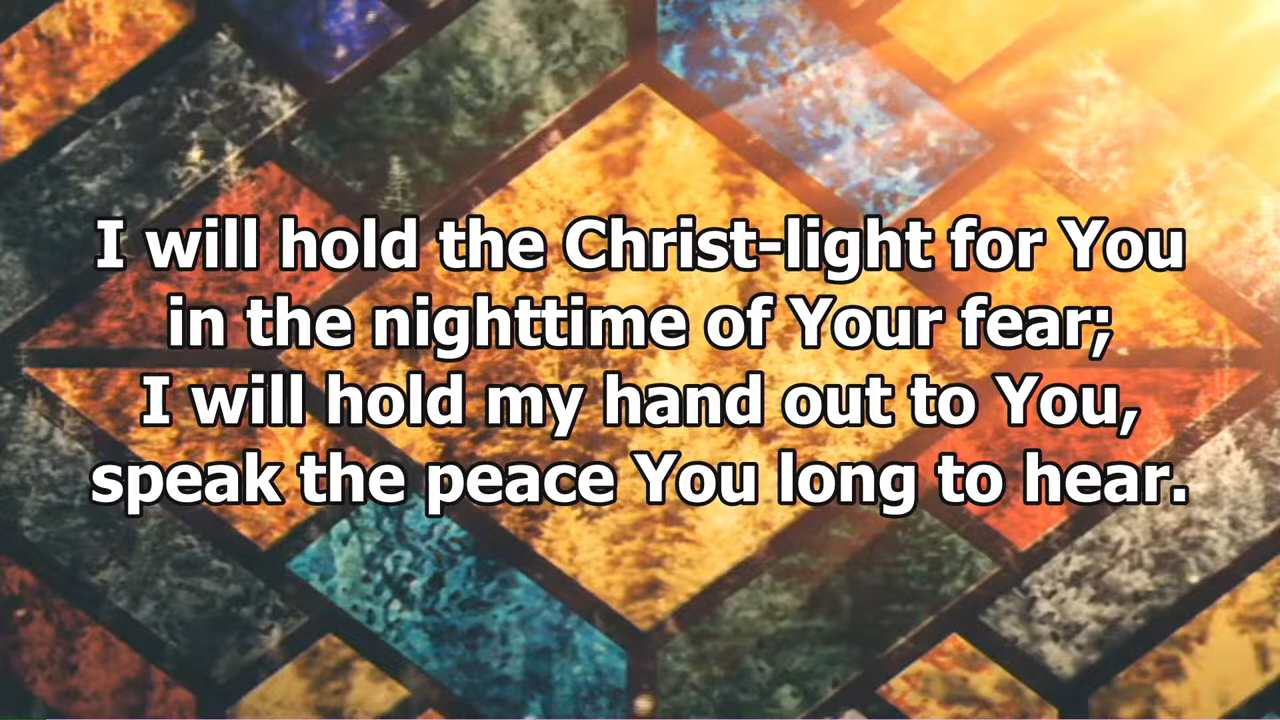 I will hold the Christ-light for You
in the nighttime of Your fear;
I will hold my hand out to You,
speak the peace You long to hear.